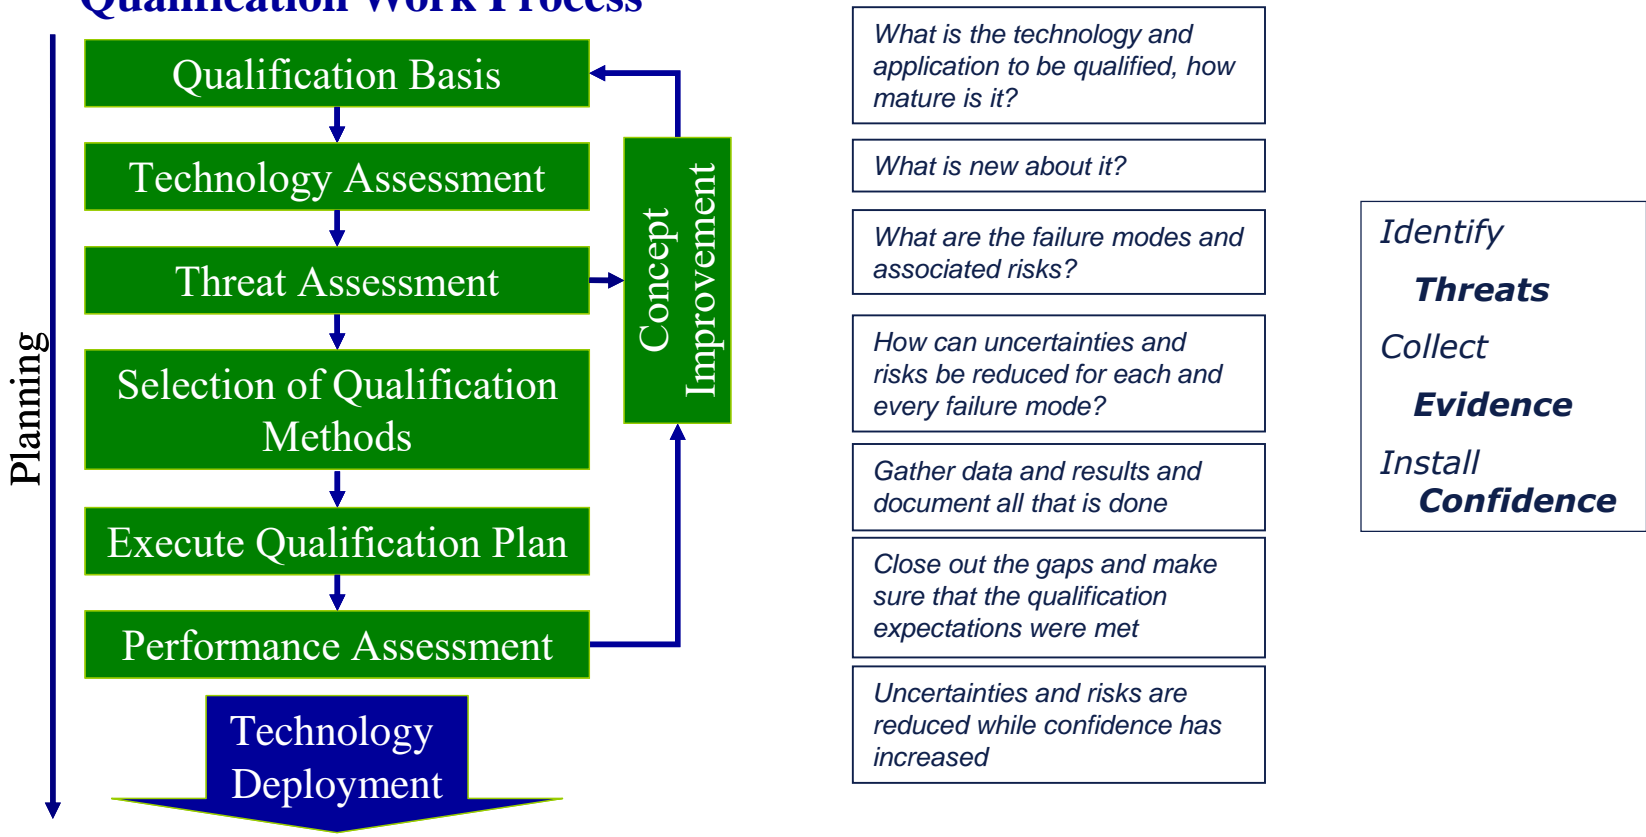 Qualification Work Process
Planning
Qualification Basis
Technology Assessment
Threat Assessment
Selection of Qualification
Methods
Execute Qualification Plan
Performance Assessment
Technology
Deployment
Concept
Improvement
What is the technology and
application to be qualified, how
mature is it?
What is new about it?
What are the failure modes and
associated risks?
How can uncertainties and
risks be reduced for each and
every failure mode?
Gather data and results and
document all that is done
Close out the gaps and make
sure that the qualification
expectations were met
Uncertainties and risks are
reduced while confidence has
increased
Identify
Threats
Collect
Evidence
Install
Confidence